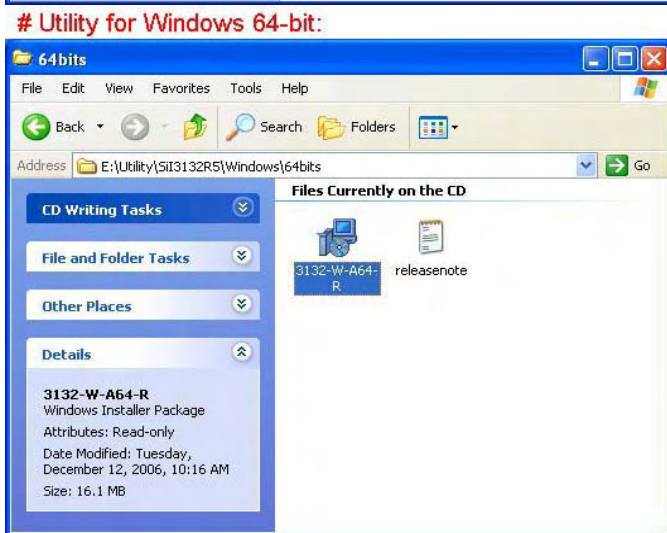 # Utility for Windows 64-bit:
64bits
File Edit View Favorites Tools Help
Back Search Folders
Address E:\Utility\SiI3132R5\Windows\64bits Go
Files Currently on the CD
CD Writing Tasks
3132-W-A64-
R
releasenote
File and Folder Tasks
Other Places
Details
3132-W-A64-R
Windows Installer Package
Attributes: Read-only
Date Modified: Tuesday,
December 12, 2006, 10:16 AM
Size: 16.1 MB